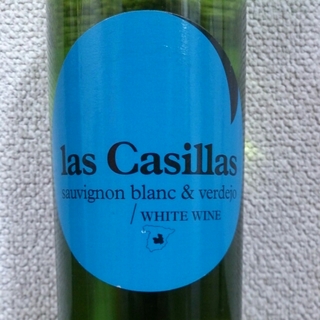 las Casillas
sauvignon blanc & verdejo
/ WHITE WINE